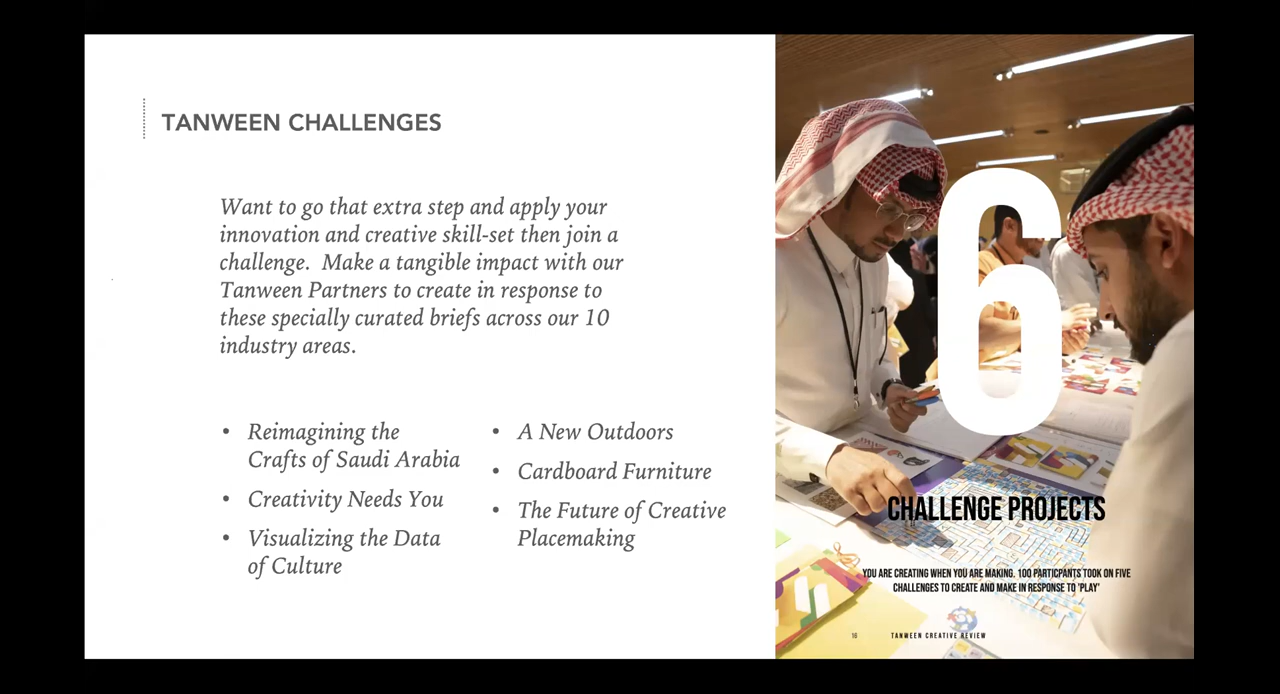 TANWEEN CHALLENGES
Want to go that extra step and apply your
innovation and creative skill-set then join a
challenge.  Make a tangible impact with our
Tanween Partners to create in response to
these specially curated briefs across our 10
industry areas.
• Reimagining the
Crafts of Saudi Arabia
• Creativity Needs You
• Visualizing the Data
of Culture
• A New Outdoors
• Cardboard Furniture
• The Future of Creative
Placemaking
6
CHALLENGE PROJECTS
YOU ARE CREATING WHEN YOU ARE MAKING. 100 PARTICPANTS TOOK ON FIVE
CHALLENGES TO CREATE AND MAKE IN RESPONSE TO 'PLAY'
16 TANWEEN CREATIVE REVIEW